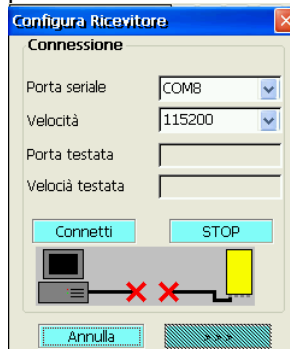 Configura Ricevitore
Connessione
Porta seriale COM8
Velocità 115200
Porta testata
Velocià testata
Connetti STOP
Annulla >>>